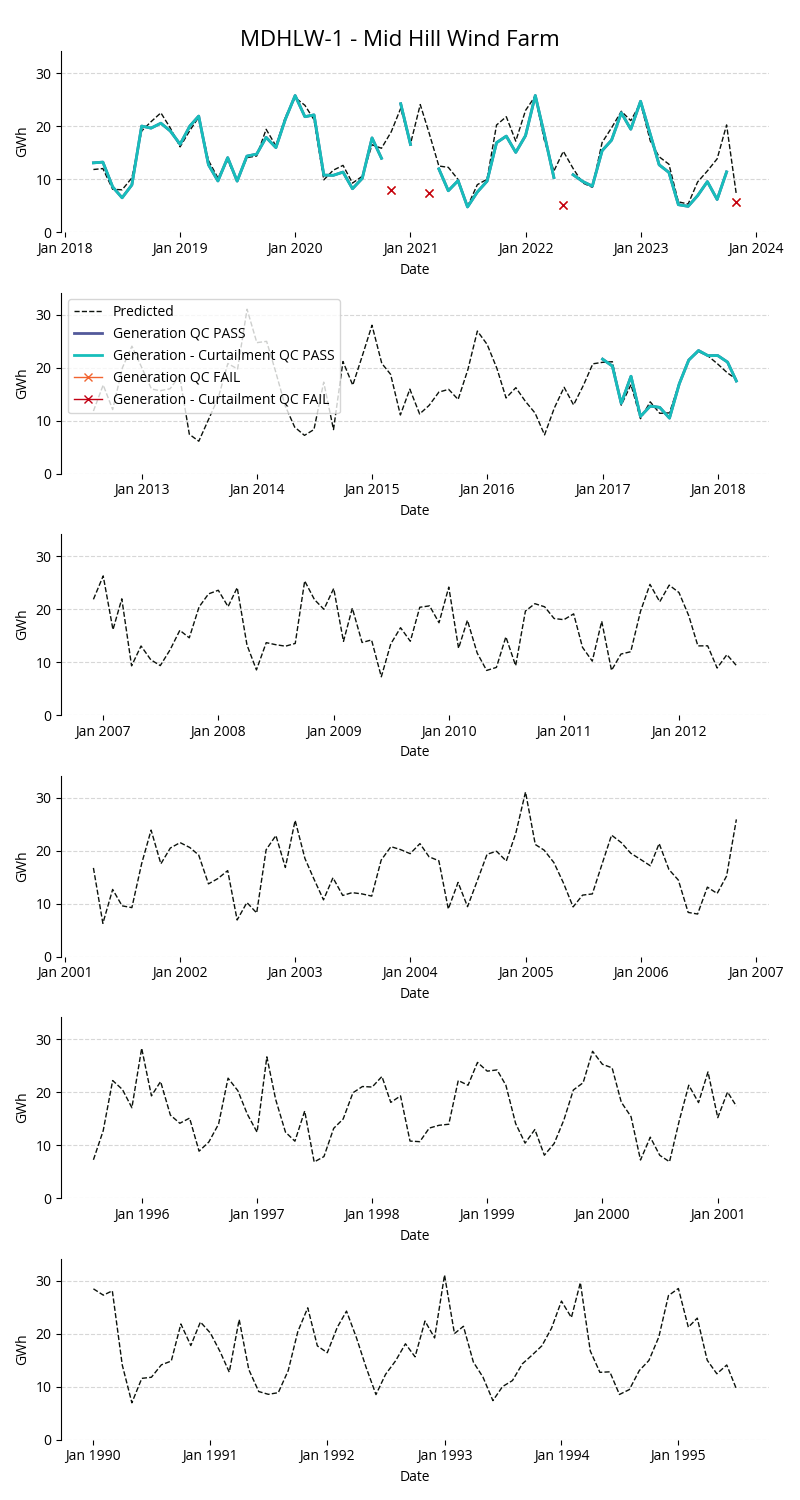 MDHLW-1 - Mid Hill Wind Farm
30
20
10
0
GWh
Jan 2018 Jan 2019 Jan 2020 Jan 2021 Jan 2022 Jan 2023 Jan 2024
Date
30
20
10
0
GWh
Predicted
Generation QC PASS
Generation - Curtailment QC PASS
Generation QC FAIL
Generation - Curtailment QC FAIL
Jan 2013 Jan 2014 Jan 2015 Jan 2016 Jan 2017 Jan 2018
Date
30
20
10
0
GWh
Jan 2007 Jan 2008 Jan 2009 Jan 2010 Jan 2011 Jan 2012
Date
30
20
10
0
GWh
Jan 2001 Jan 2002 Jan 2003 Jan 2004 Jan 2005 Jan 2006 Jan 2007
Date
30
20
10
0
GWh
Jan 1996 Jan 1997 Jan 1998 Jan 1999 Jan 2000 Jan 2001
Date
30
20
10
0
GWh
Jan 1990 Jan 1991 Jan 1992 Jan 1993 Jan 1994 Jan 1995
Date